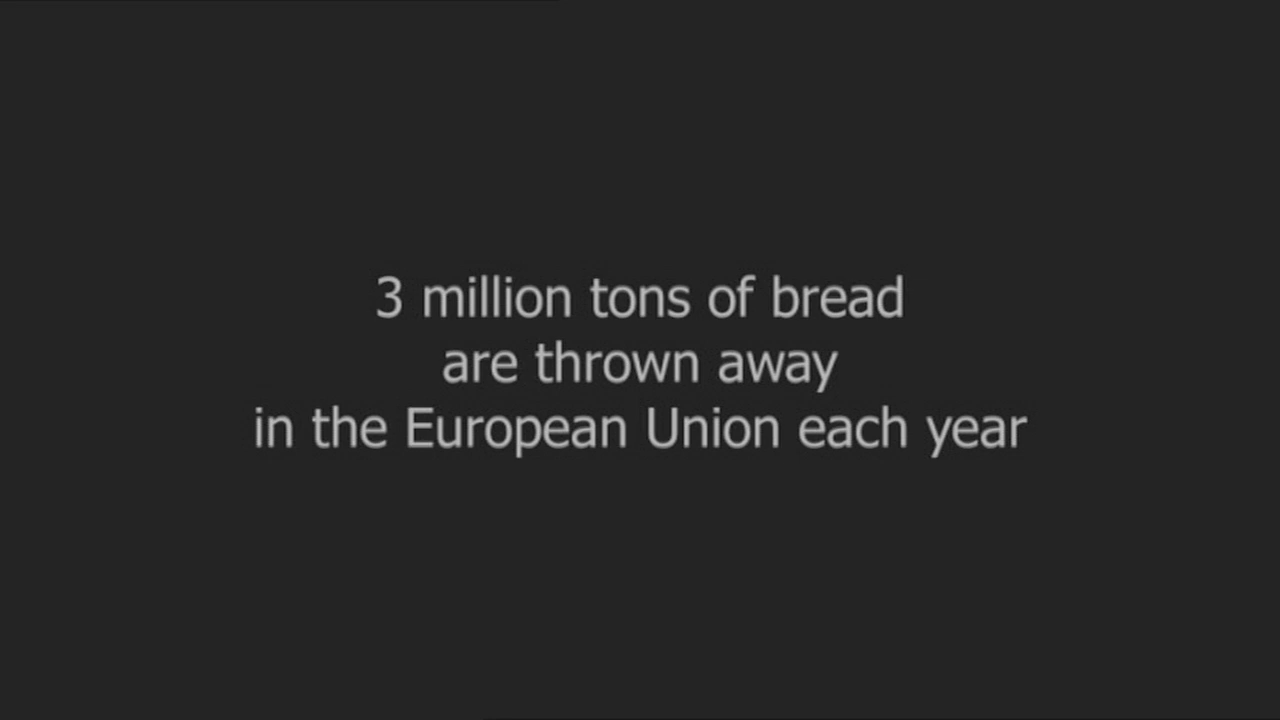 3 million tons of bread
are thrown away
in the European Union each year